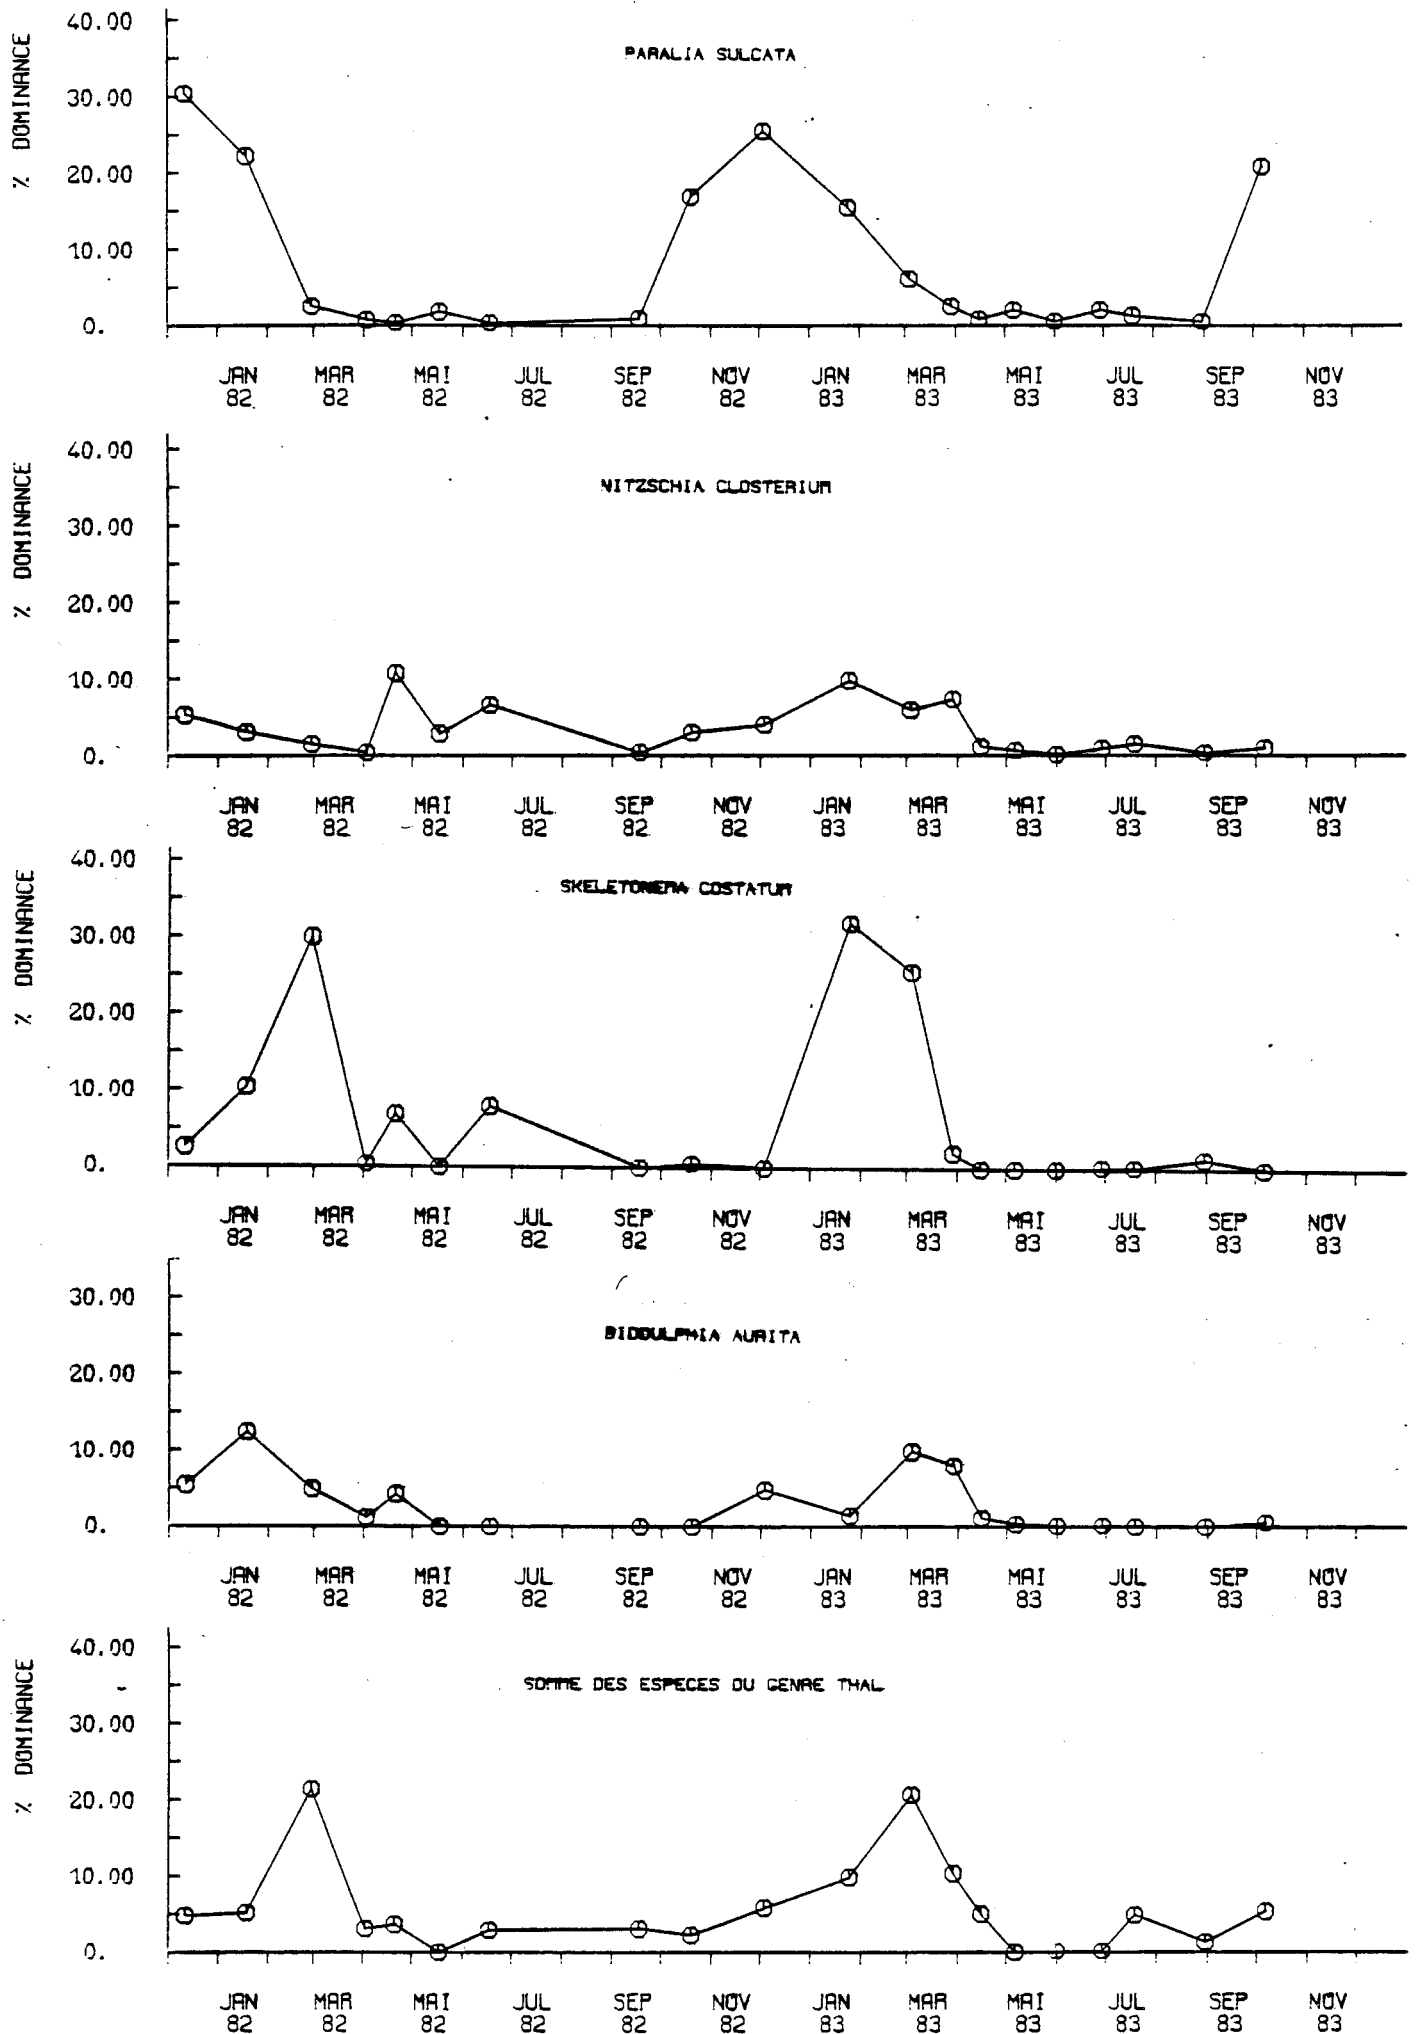 % DOMINANCE
PARALIA SULCATA
40.00
30.00
20.00
10.00
0.
JAN MAR MAI JUL SEP NOV JAN MAR MAI JUL SEP NOV
82 82 82 82 82 82 83 83 83 83 83 83
% DOMINANCE
NITZSCHIA CLOSTERIUM
40.00
30.00
20.00
10.00
0.
JAN MAR MAI JUL SEP NOV JAN MAR MAI JUL SEP NOV
82 82 82 82 82 82 83 83 83 83 83 83
% DOMINANCE
SKELETONEMA COSTATUM
40.00
30.00
20.00
10.00
0.
JAN MAR MAI JUL SEP NOV JAN MAR MAI JUL SEP NOV
82 82 82 82 82 82 83 83 83 83 83 83
BIDDULPHIA AURITA
30.00
20.00
10.00
0.
JAN MAR MAI JUL SEP NOV JAN MAR MAI JUL SEP NOV
82 82 82 82 82 82 83 83 83 83 83 83
% DOMINANCE
SOMME DES ESPECES DU GENRE THAL
40.00
30.00
20.00
10.00
0.
JAN MAR MAI JUL SEP NOV JAN MAR MAI JUL SEP NOV
82 82 82 82 82 82 83 83 83 83 83 83